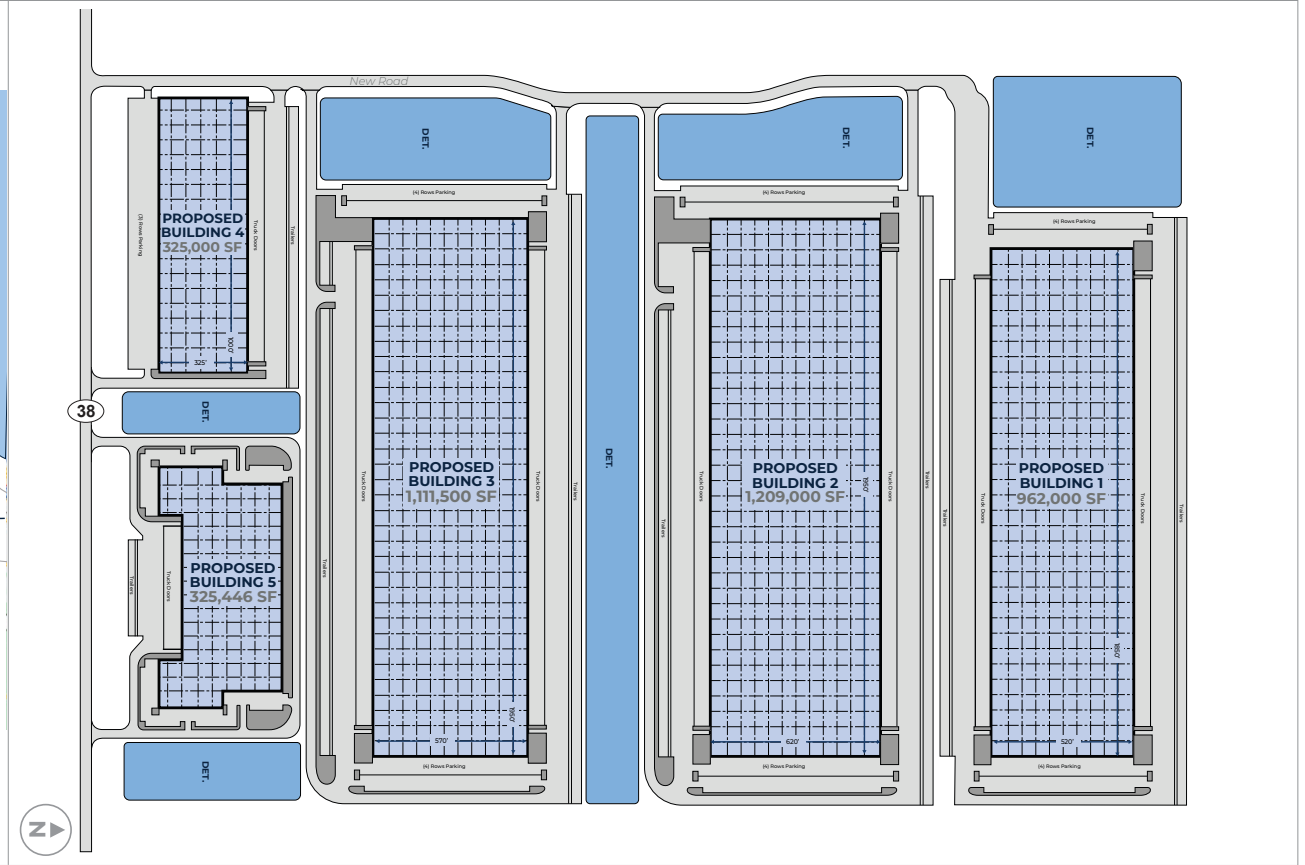 New Road
DET.
DET.
DET.
(4) Rows Parking
(4) Rows Parking
(4) Rows Parking
PROPOSED
BUILDING 4
325,000 SF
(3) Rows Parking
Truck Doors
Trailers
1000'
325'
38
DET.
PROPOSED
BUILDING 5
325,446 SF
Trailers
Truck Doors
DET.
Trailers
Truck Doors
PROPOSED
BUILDING 3
1,111,500 SF
Truck Doors
Trailers
1950'
570'
(4) Rows Parking
DET.
Trailers
Truck Doors
PROPOSED
BUILDING 2
1,209,000 SF
1950'
Truck Doors
Trailers
620'
(4) Rows Parking
Trailers
Truck Doors
PROPOSED
BUILDING 1
962,000 SF
1850'
Truck Doors
Trailers
520'
(4) Rows Parking
N